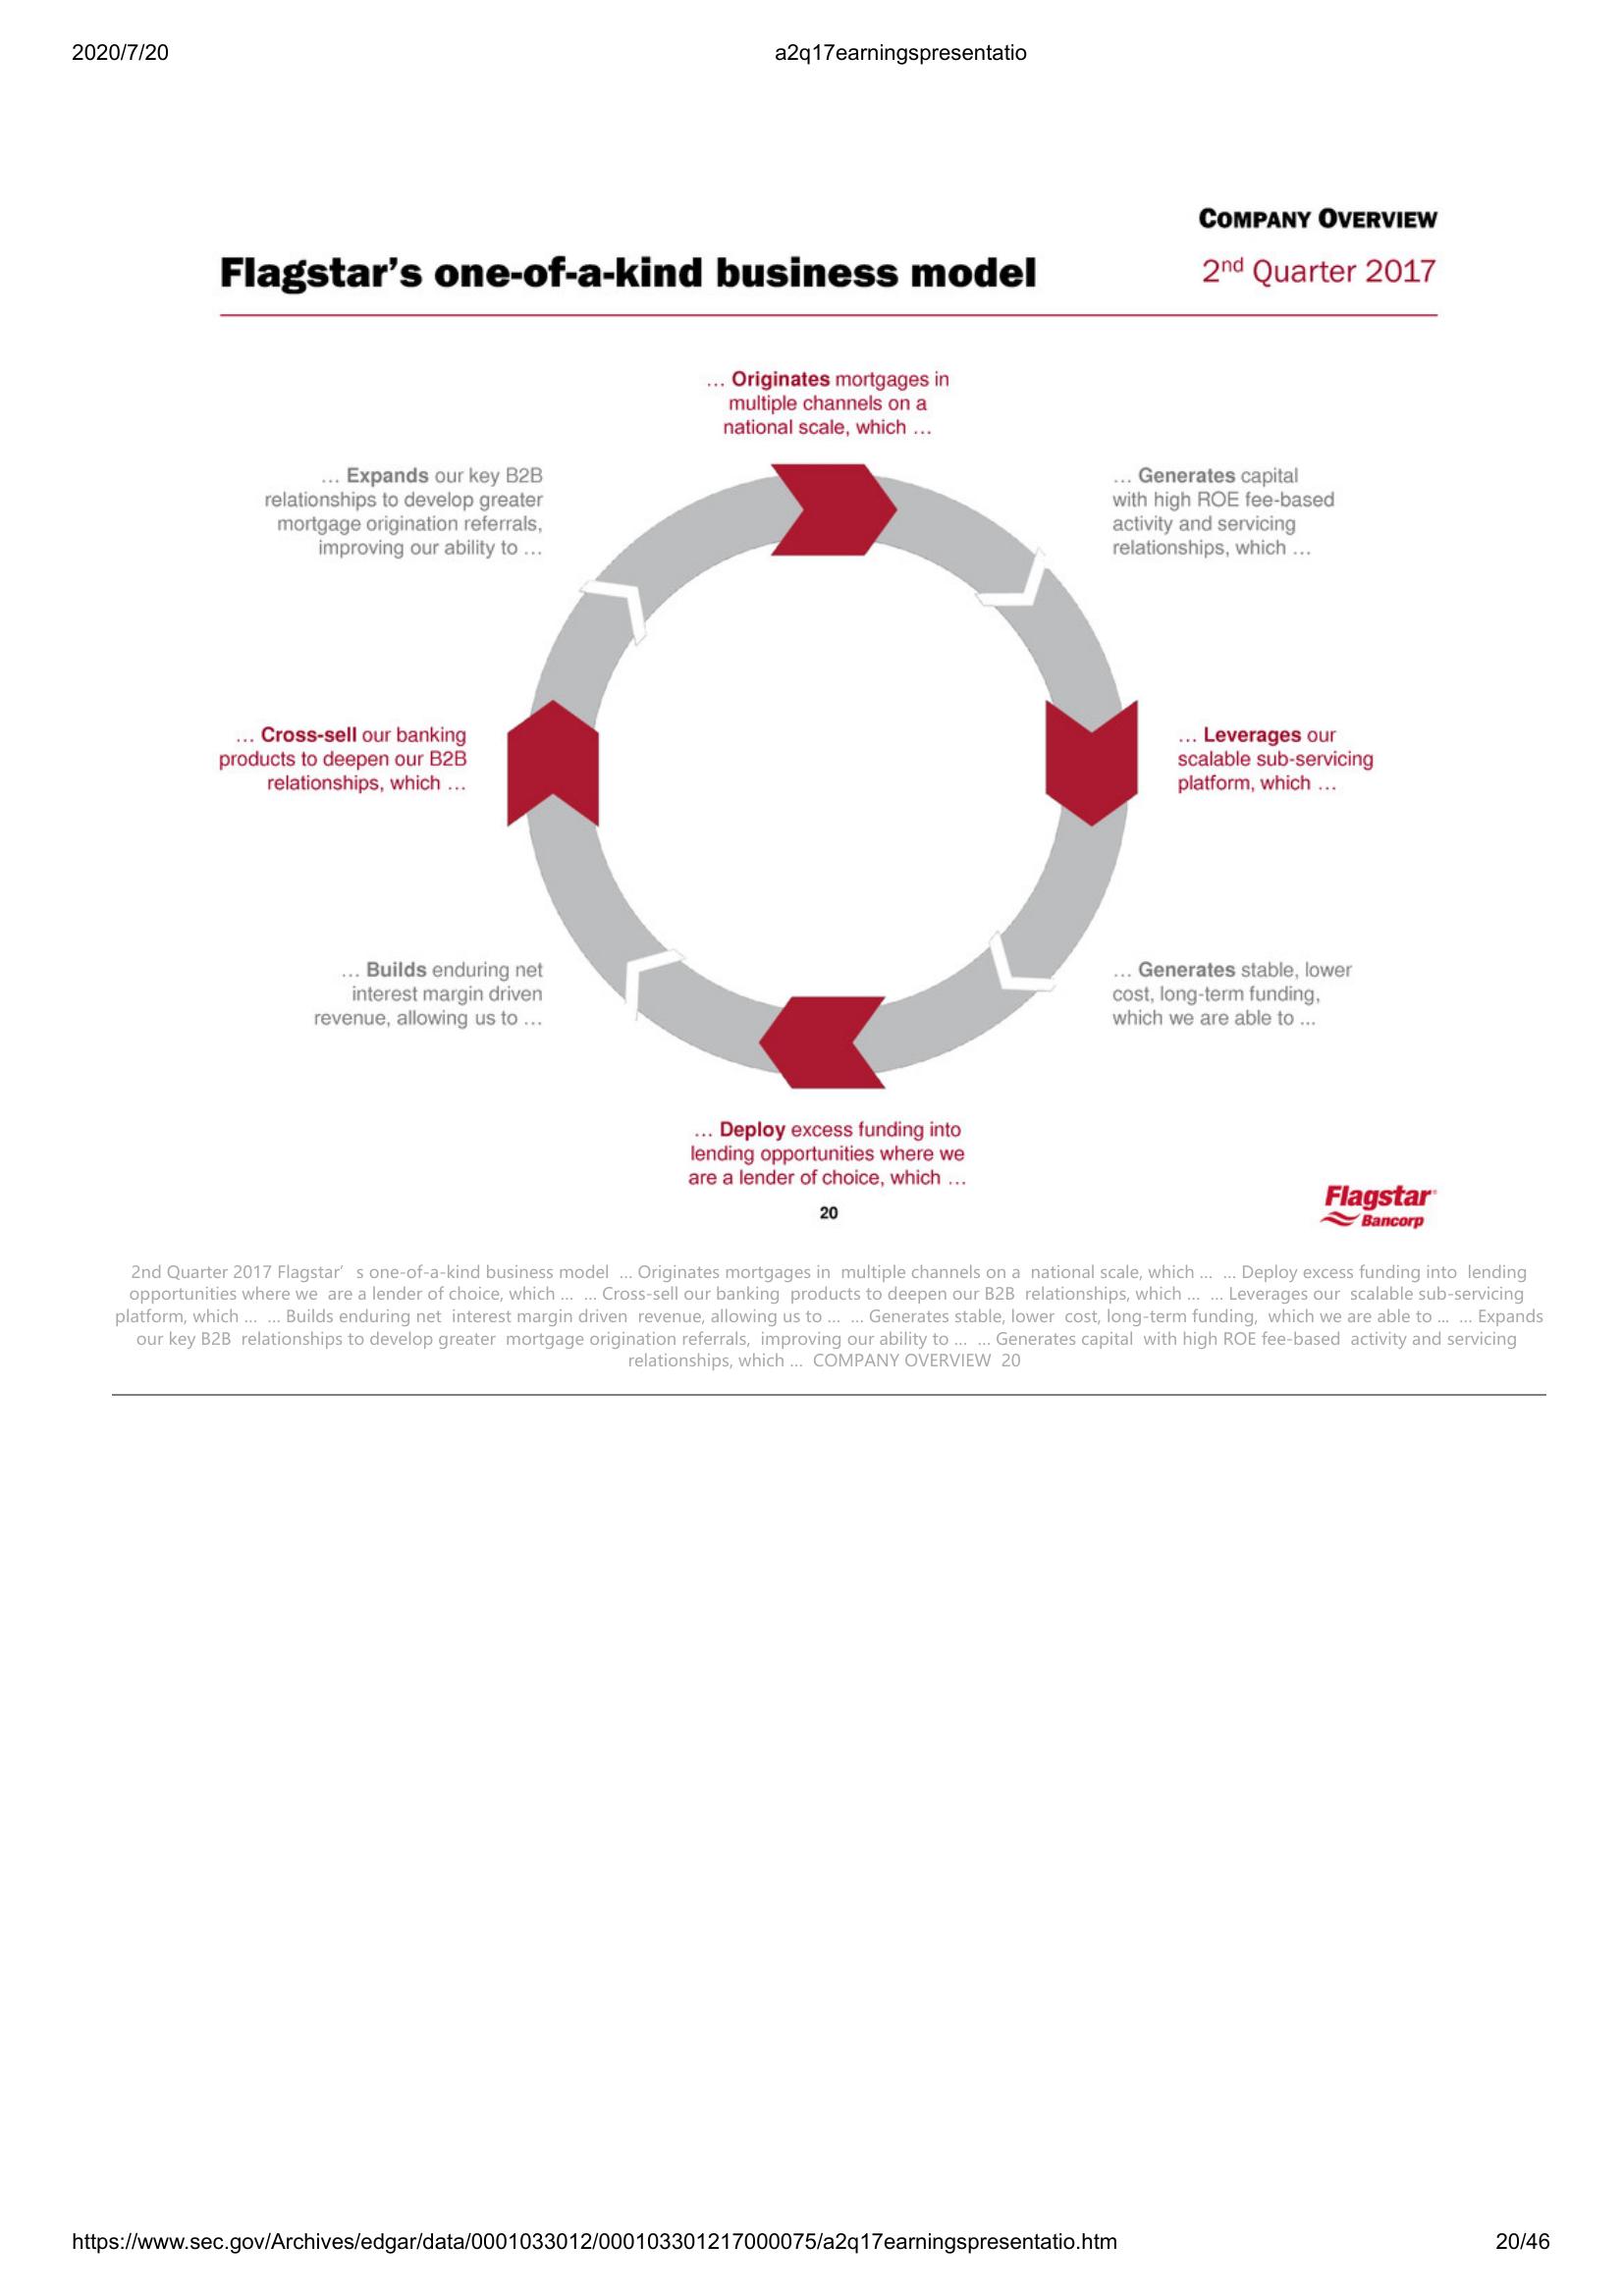 2020/7/20
a2q17earningspresentatio
COMPANY OVERVIEW
Flagstar’s one-of-a-kind business model
2nd Quarter 2017
… Originates mortgages in
multiple channels on a
national scale, which …
… Expands our key B2B
relationships to develop greater
mortgage origination referrals,
improving our ability to …
… Generates capital
with high ROE fee-based
activity and servicing
relationships, which …
… Cross-sell our banking
products to deepen our B2B
relationships, which …
… Leverages our
scalable sub-servicing
platform, which …
… Builds enduring net
interest margin driven
revenue, allowing us to …
… Generates stable, lower
cost, long-term funding,
which we are able to ...
… Deploy excess funding into
lending opportunities where we
are a lender of choice, which …
20
Flagstar
Bancorp
2nd Quarter 2017 Flagstar’ s one-of-a-kind business model … Originates mortgages in multiple channels on a national scale, which … … Deploy excess funding into lending
opportunities where we are a lender of choice, which … … Cross-sell our banking products to deepen our B2B relationships, which … … Leverages our scalable sub-servicing
platform, which … … Builds enduring net interest margin driven revenue, allowing us to … … Generates stable, lower cost, long-term funding, which we are able to ... … Expands
our key B2B relationships to develop greater mortgage origination referrals, improving our ability to … … Generates capital with high ROE fee-based activity and servicing
relationships, which … COMPANY OVERVIEW 20
https://www.sec.gov/Archives/edgar/data/0001033012/000103301217000075/a2q17earningspresentatio.htm
20/46